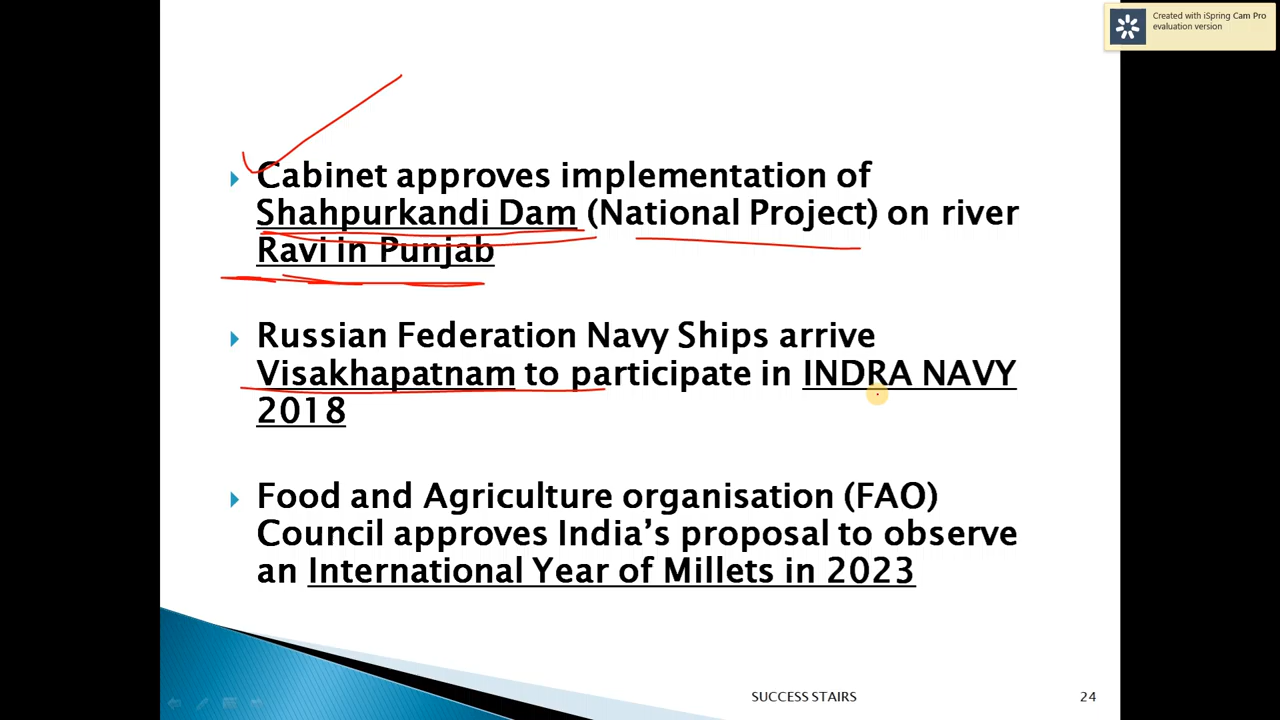 Created with iSpring Cam Pro
evaluation version
Cabinet approves implementation of
Shahpurkandi Dam (National Project) on river
Ravi in Punjab
Russian Federation Navy Ships arrive
Visakhapatnam to participate in INDRA NAVY
2018
Food and Agriculture organisation (FAO)
Council approves India’s proposal to observe
an International Year of Millets in 2023
SUCCESS STAIRS 24